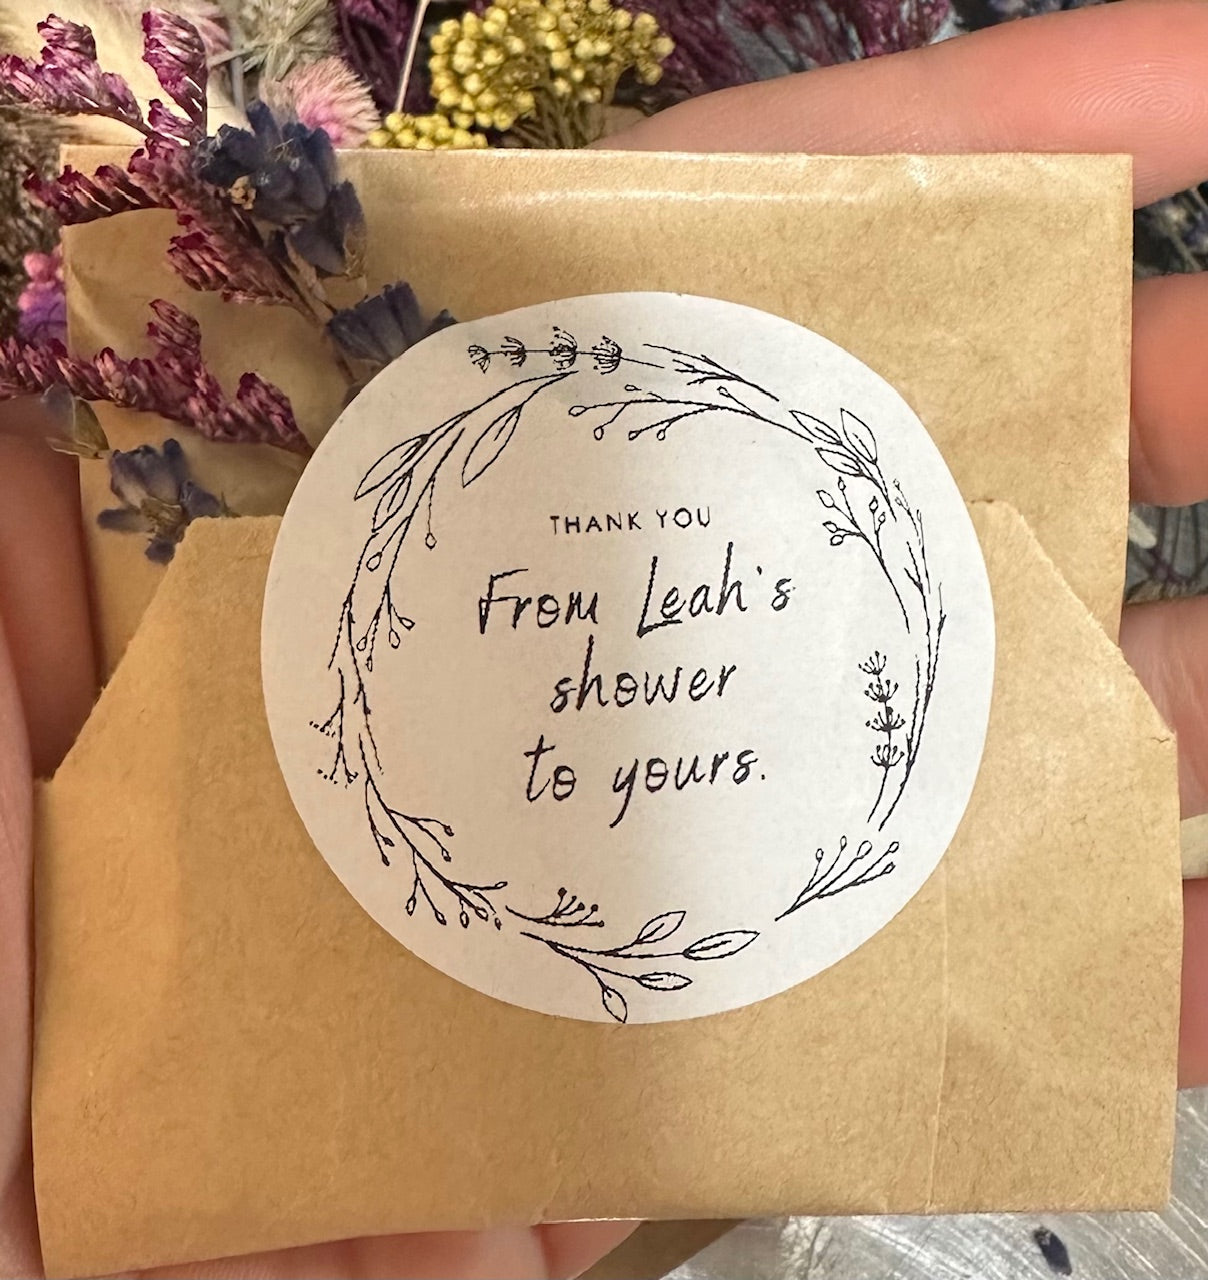 THANK YOU
From Leah's
shower
to yours.